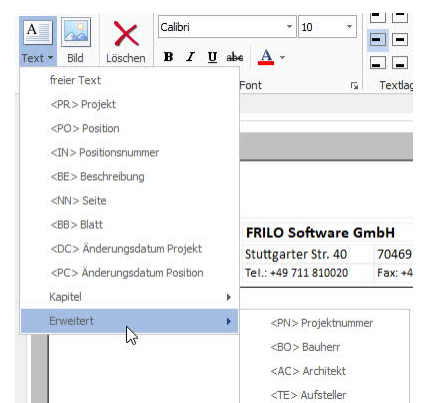 Calibri
10
Text Bild Löschen
B I U abc A
Font
Textlag
freier Text
<PR> Projekt
<PO> Position
<IN> Positionsnummer
<BE> Beschreibung
<NN> Seite
<BB> Blatt
<DC> Änderungsdatum Projekt
<PC> Änderungsdatum Position
Kapitel
Erweitert
FRILO Software GmbH
Stuttgarter Str. 40 70469
Tel.: +49 711 810020 Fax: +4
<PN> Projektnummer
<BO> Bauherr
<AC> Architekt
<TE> Aufsteller